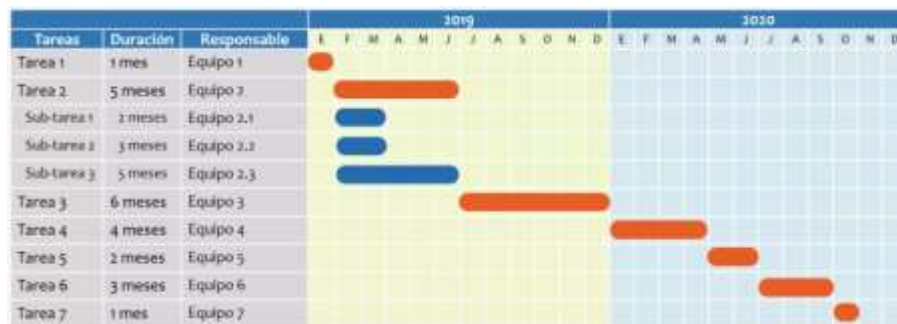 2019 2020
Tareas Duración Responsable E F M A M J J A S O N D E F M A M J J A S O N D
Tarea 1 1 mes Equipo 1
Tarea 2 5 meses Equipo 2
Sub-tarea 1 2 meses Equipo 2.1
Sub-tarea 2 3 meses Equipo 2.2
Sub-tarea 3 5 meses Equipo 2.3
Tarea 3 6 meses Equipo 3
Tarea 4 4 meses Equipo 4
Tarea 5 2 meses Equipo 5
Tarea 6 3 meses Equipo 6
Tarea 7 1 mes Equipo 7